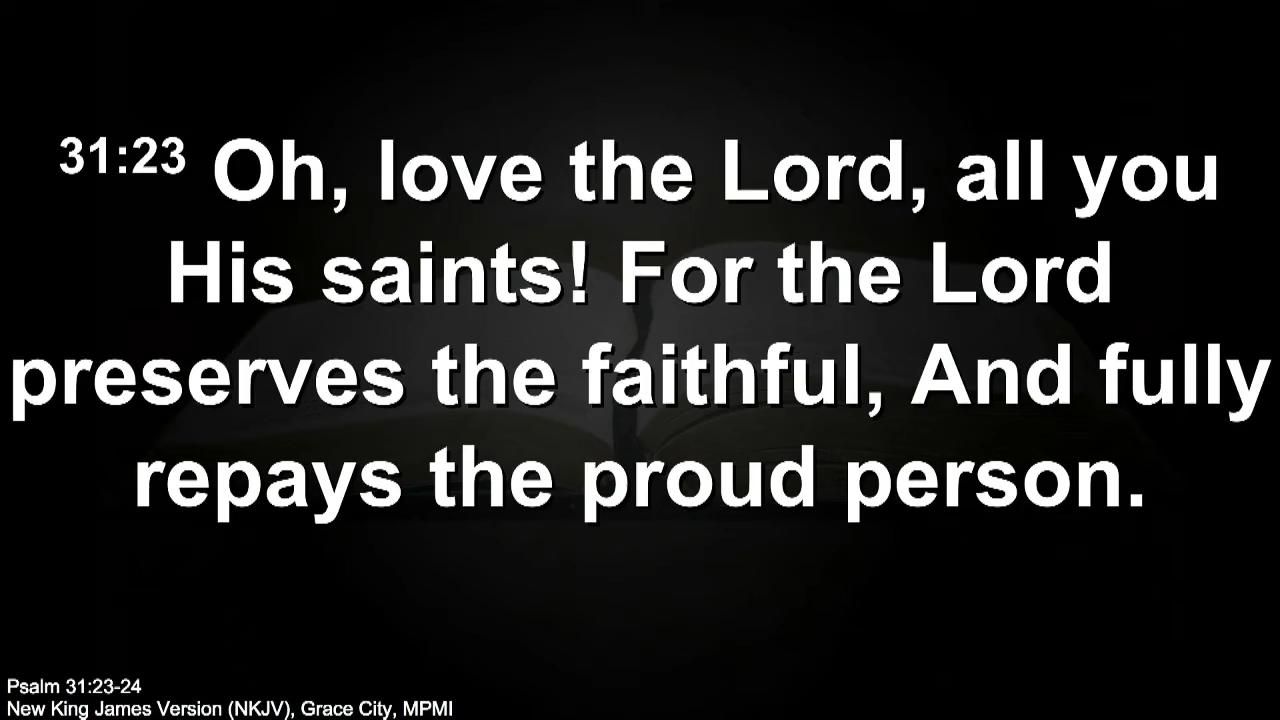 31:23 Oh, love the Lord, all you
His saints! For the Lord
preserves the faithful, And fully
repays the proud person.
Psalm 31:23-24
New King James Version (NKJV), Grace City, MPMI